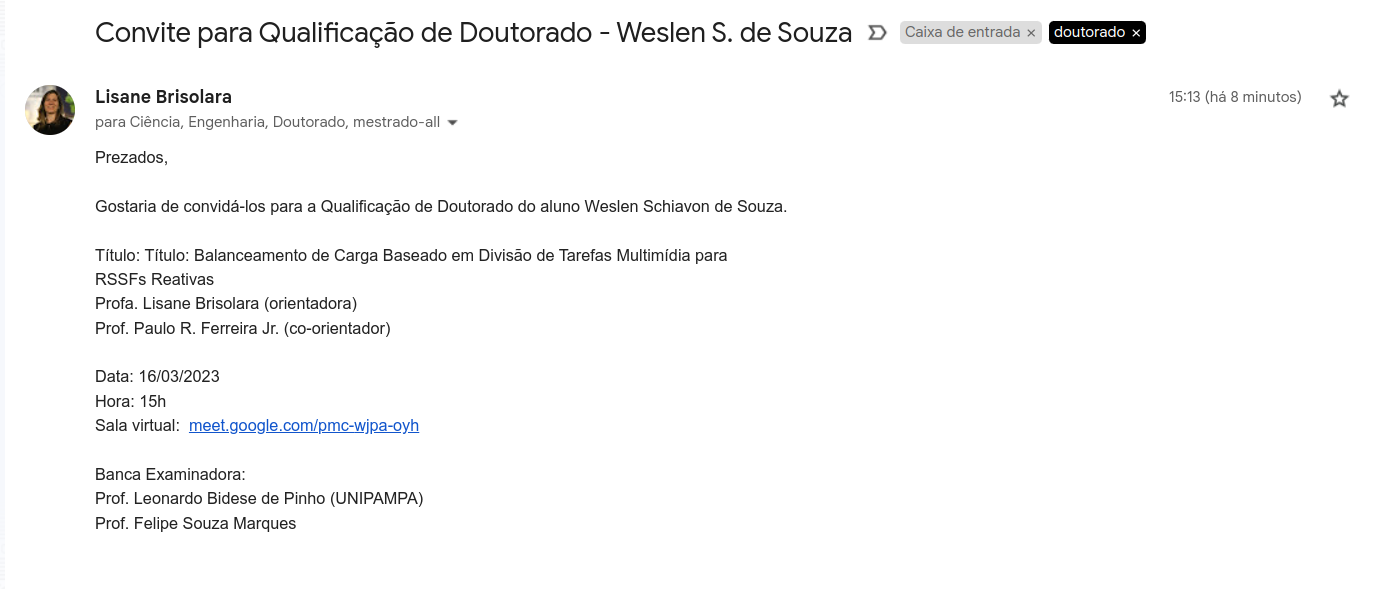 Convite para Qualificação de Doutorado - Weslen S. de Souza Caixa de entrada × doutorado ×
Lisane Brisolara 15:13 (há 8 minutos)
para Ciência, Engenharia, Doutorado, mestrado-all
Prezados,
Gostaria de convidá-los para a Qualificação de Doutorado do aluno Weslen Schiavon de Souza.
Título: Título: Balanceamento de Carga Baseado em Divisão de Tarefas Multimídia para
RSSFs Reativas
Profa. Lisane Brisolara (orientadora)
Prof. Paulo R. Ferreira Jr. (co-orientador)
Data: 16/03/2023
Hora: 15h
Sala virtual: meet.google.com/pmc-wjpa-oyh
Banca Examinadora:
Prof. Leonardo Bidese de Pinho (UNIPAMPA)
Prof. Felipe Souza Marques